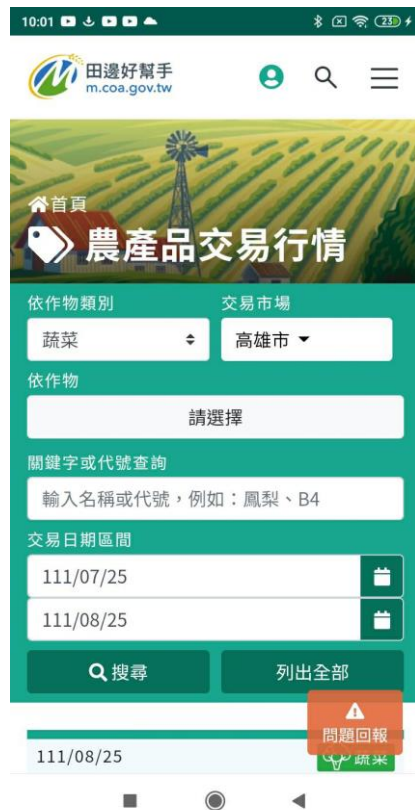 10:01
23
田邊好幫手
m.coa.gov.tw
首頁
農產品交易行情
依作物類別
交易市場
蔬菜
高雄市
依作物
請選擇
關鍵字或代號查詢
輸入名稱或代號，例如：鳳梨、B4
交易日期區間
111/07/25
111/08/25
搜尋
列出全部
問題回報
111/08/25
蔬菜